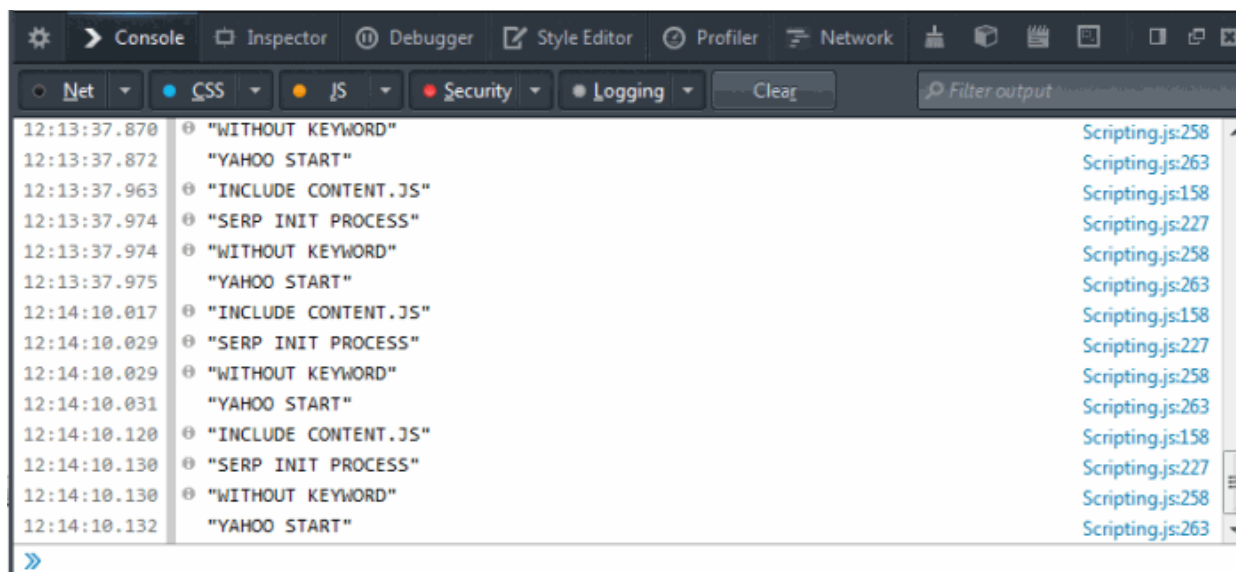 Console Inspector Debugger Style Editor Profiler Network
Net CSS JS Security Logging Clear Filter output
12:13:37.870 "WITHOUT KEYWORD" Scripting.js:258
12:13:37.872 "YAHOO START" Scripting.js:263
12:13:37.963 "INCLUDE CONTENT.JS" Scripting.js:158
12:13:37.974 "SERP INIT PROCESS" Scripting.js:227
12:13:37.974 "WITHOUT KEYWORD" Scripting.js:258
12:13:37.975 "YAHOO START" Scripting.js:263
12:14:10.017 "INCLUDE CONTENT.JS" Scripting.js:158
12:14:10.029 "SERP INIT PROCESS" Scripting.js:227
12:14:10.029 "WITHOUT KEYWORD" Scripting.js:258
12:14:10.031 "YAHOO START" Scripting.js:263
12:14:10.120 "INCLUDE CONTENT.JS" Scripting.js:158
12:14:10.130 "SERP INIT PROCESS" Scripting.js:227
12:14:10.130 "WITHOUT KEYWORD" Scripting.js:258
12:14:10.132 "YAHOO START" Scripting.js:263